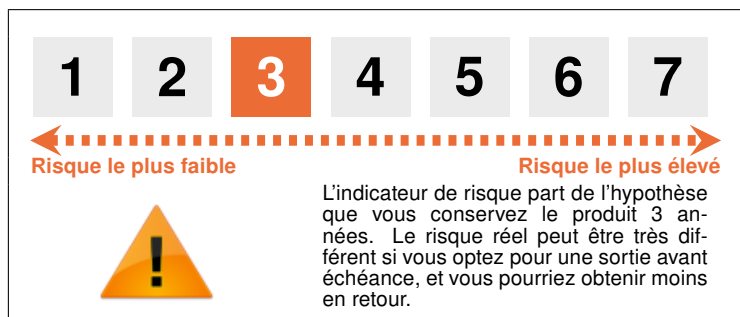 1 2 3 4 5 6 7
Risque le plus faible Risque le plus élevé
L'indicateur de risque part de l'hypothèse
que vous conservez le produit 3 an-
nées. Le risque réel peut être très dif-
férent si vous optez pour une sortie avant
échéance, et vous pourriez obtenir moins
en retour.